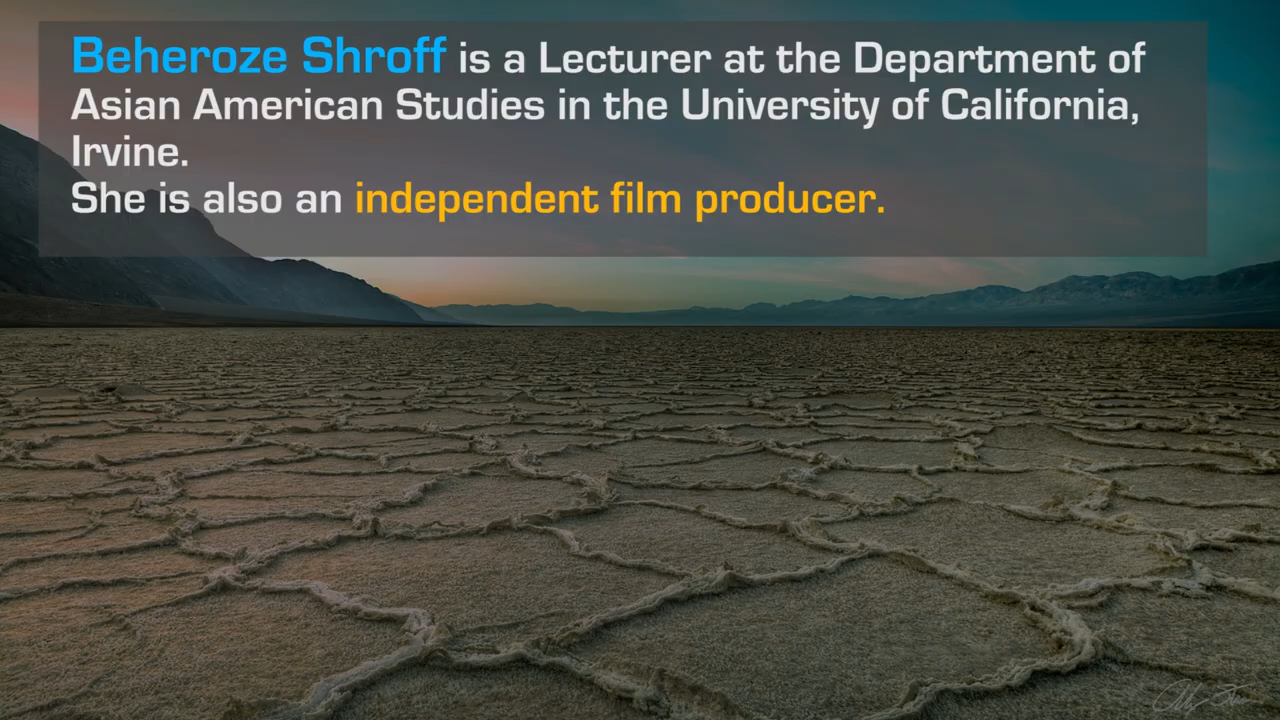 Beheroze Shroff is a Lecturer at the Department of
Asian American Studies in the University of California,
Irvine.
She is also an independent film producer.